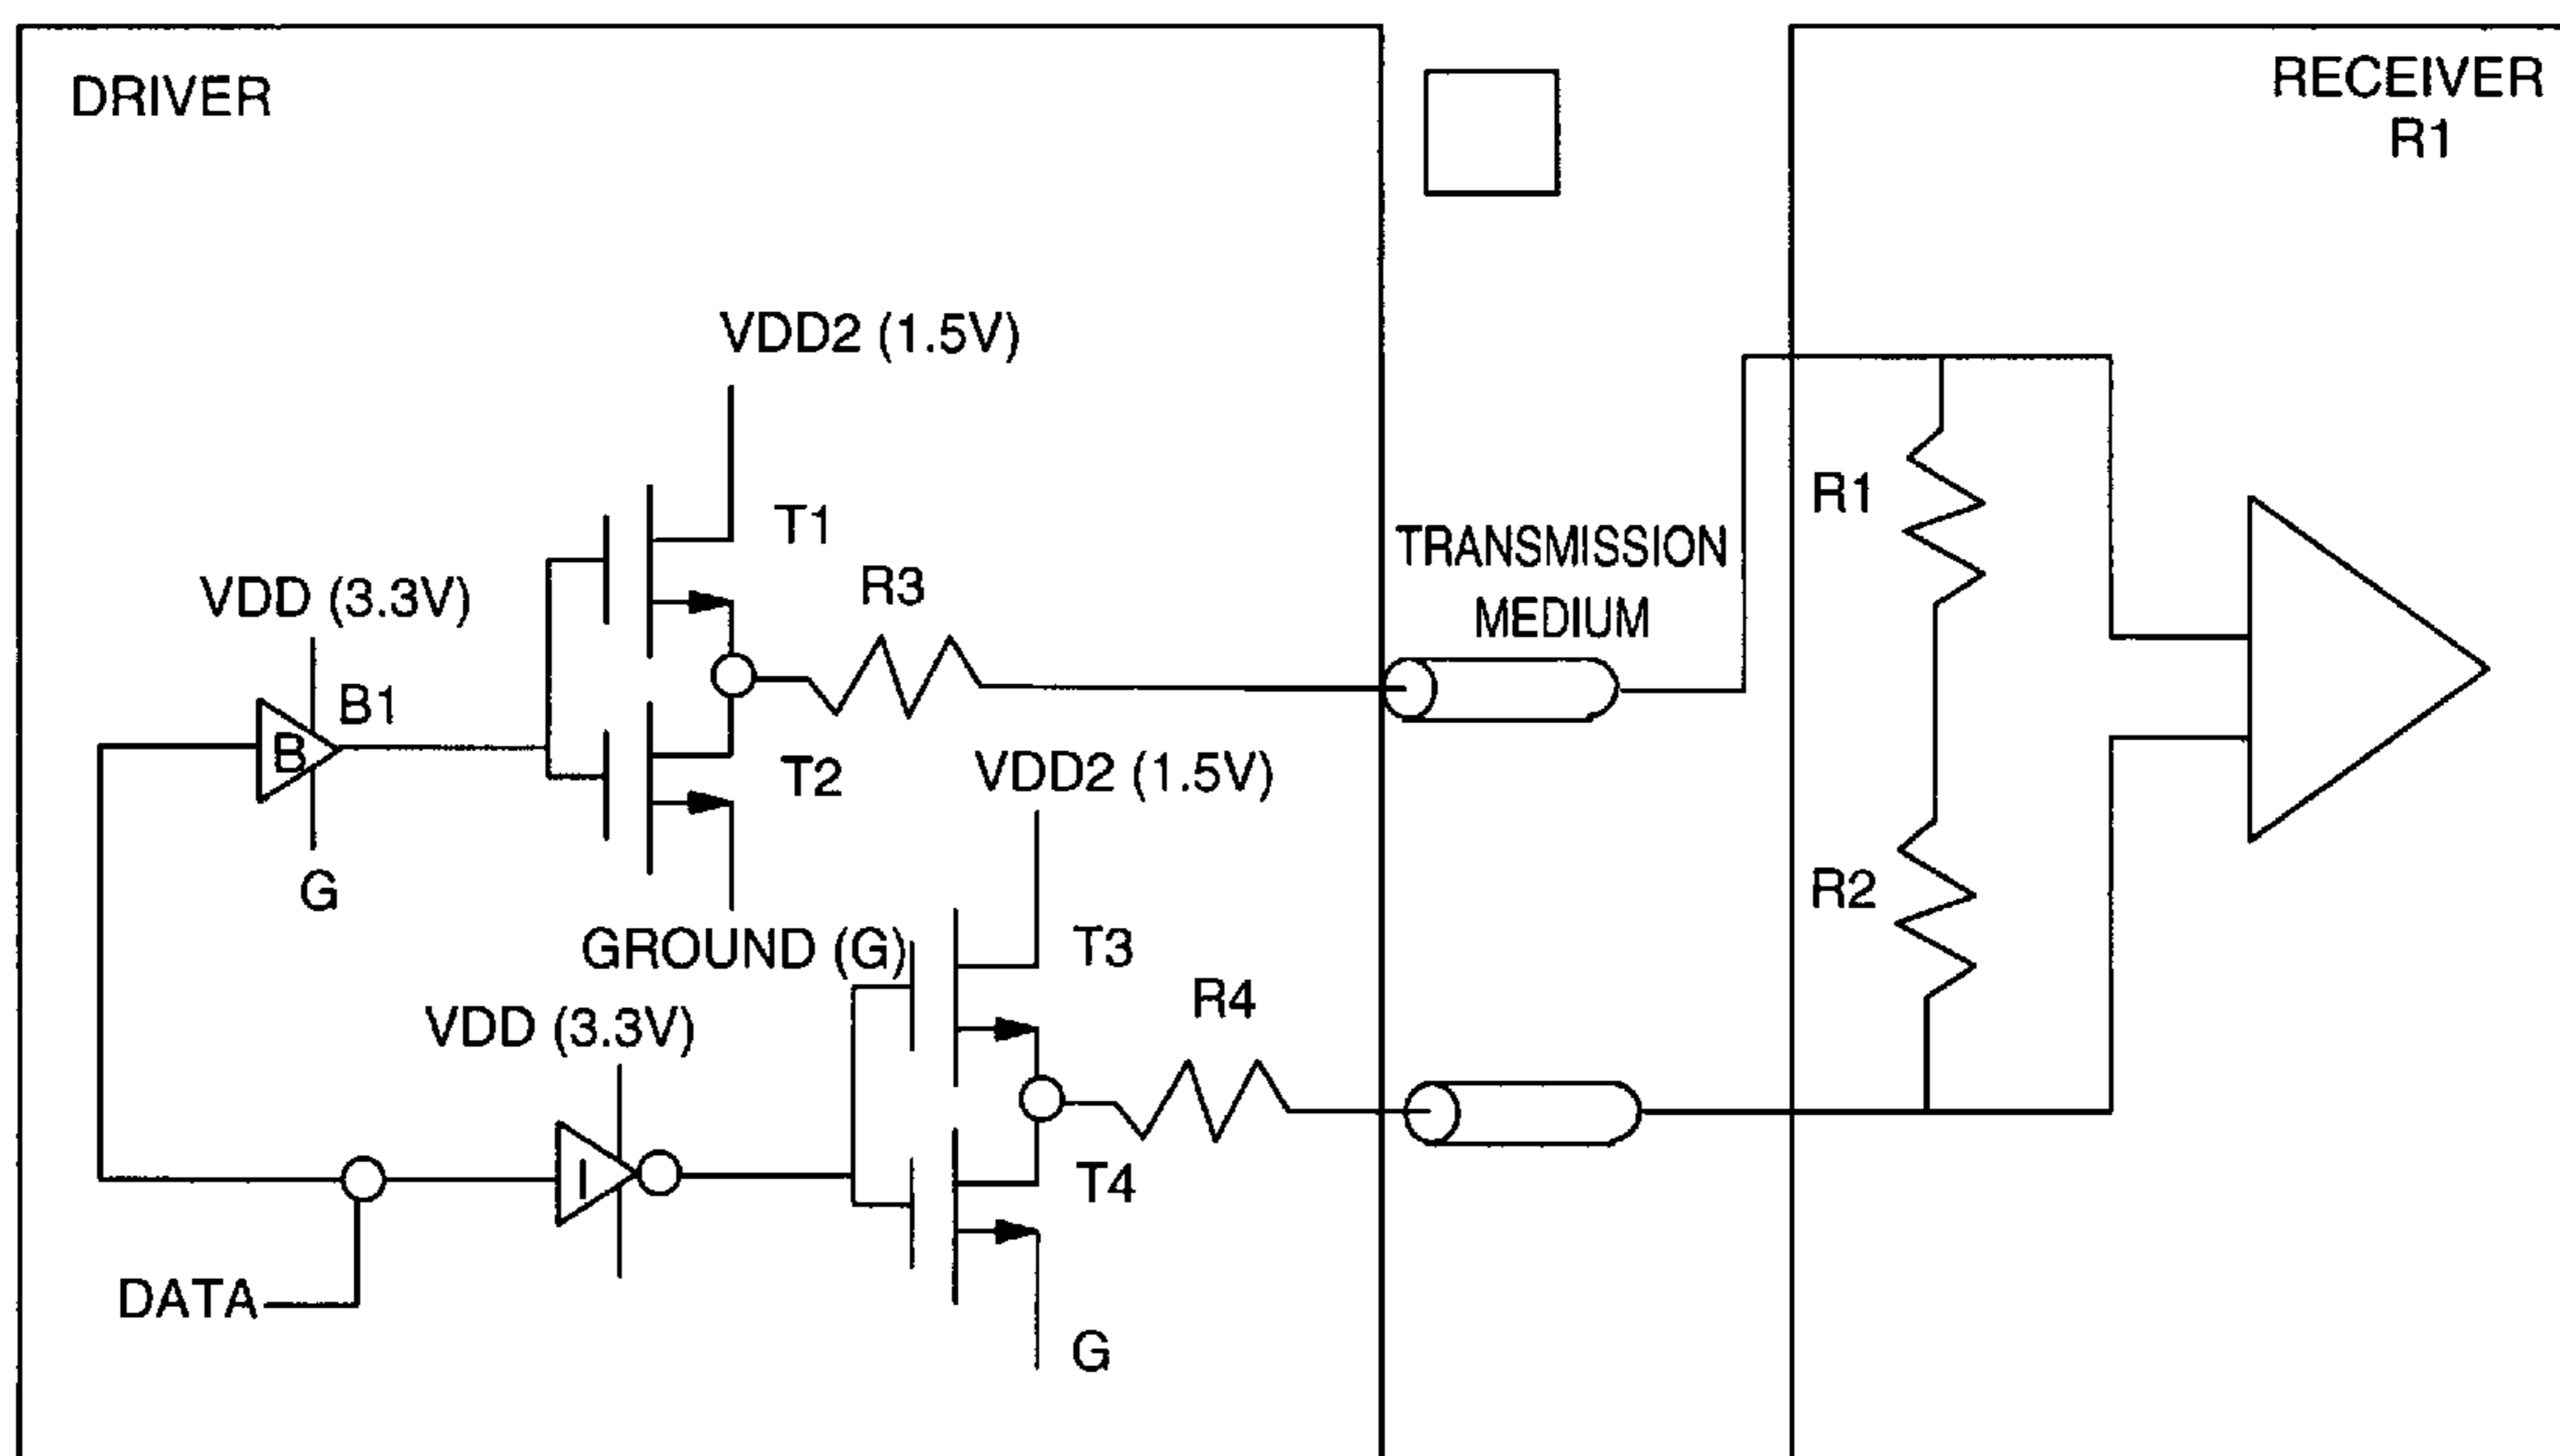 DRIVER
RECEIVER
R1
VDD2 (1.5V)
T1
R1
TRANSMISSION
MEDIUM
VDD (3.3V)
R3
B1
B
T2
VDD2 (1.5V)
G
R2
GROUND (G)
T3
VDD (3.3V)
R4
I
T4
DATA
G